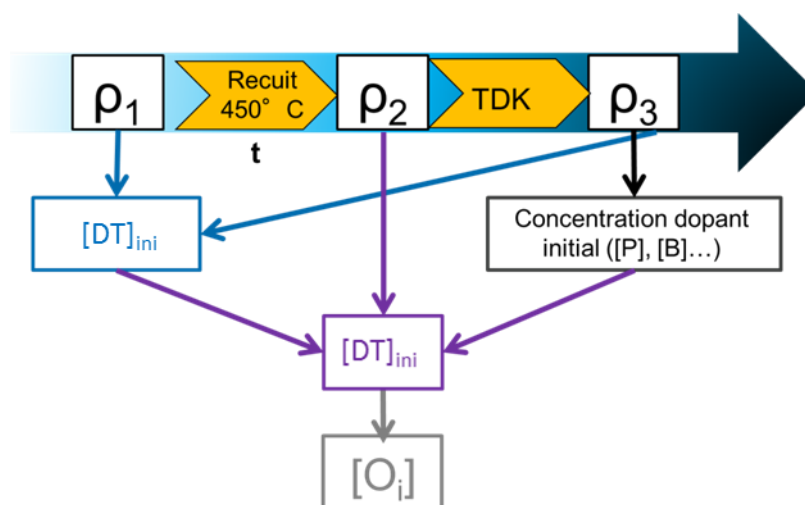 ρ₁
Recuit
450° C
ρ₂
TDK
ρ₃
t
[DT]ini
Concentration dopant
initial ([P], [B]...)
[DT]ini
[Oi]